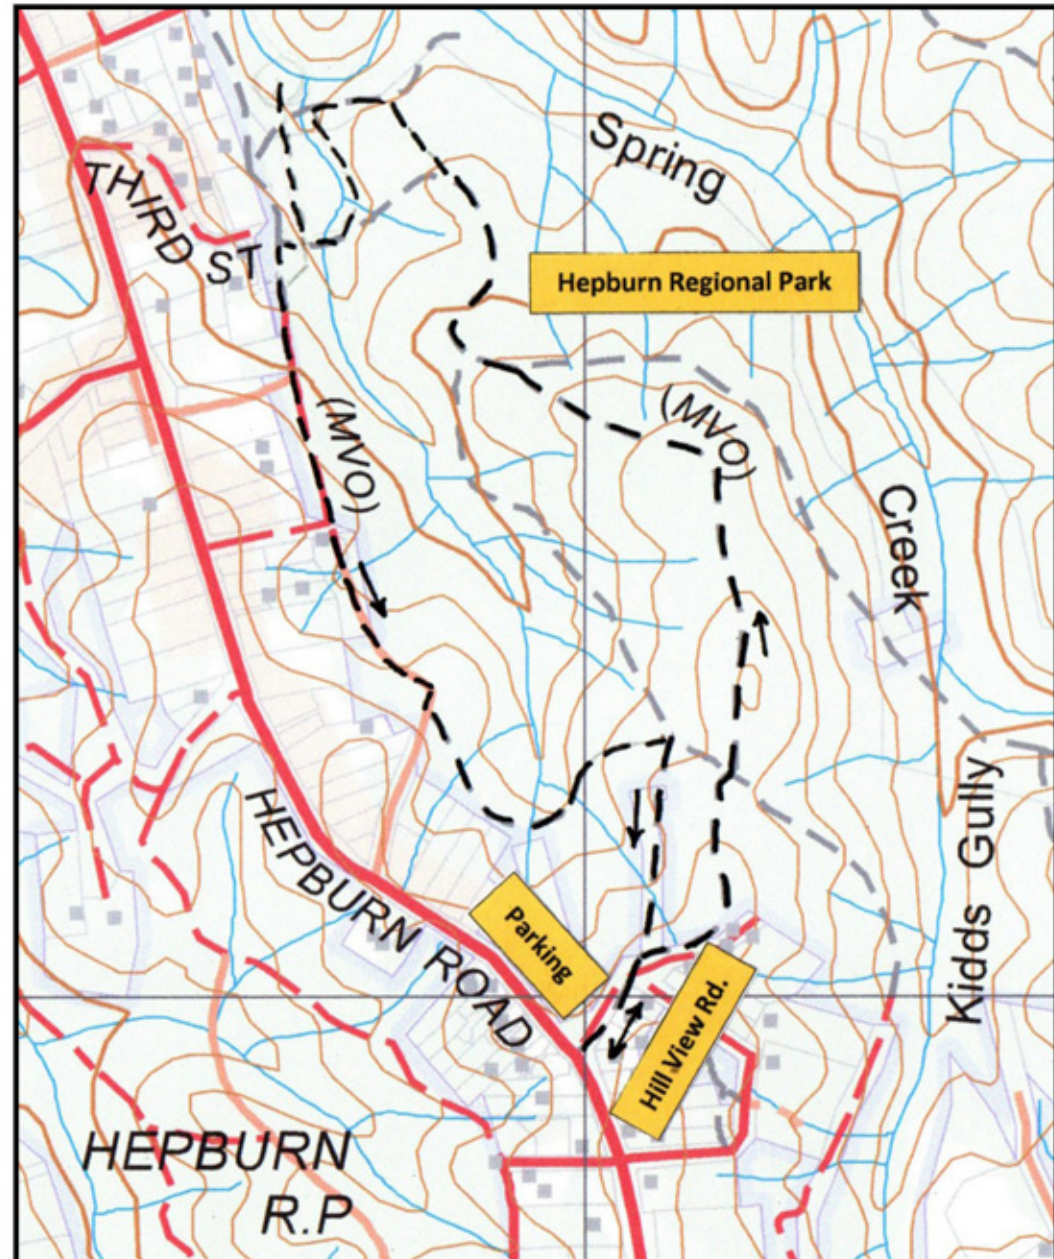 Spring
THIRD ST
Hepburn Regional Park
(MVO)
(MVO)
Creek
HEPBURN ROAD
Parking
Hill View Rd.
Kidds Gully
HEPBURN
R.P